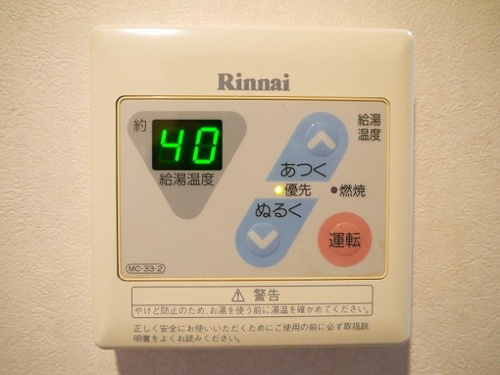 Rinnai
約
40
給湯温度
給湯
温度
あつく
優先
燃焼
ぬるく
運転
MC-33-2
警告
やけど防止のため、お湯を使う前に湯温を確かめてください。
正しく安全にお使いいただくためにご使用の前に必ず取扱説
明書をよくお読みください。